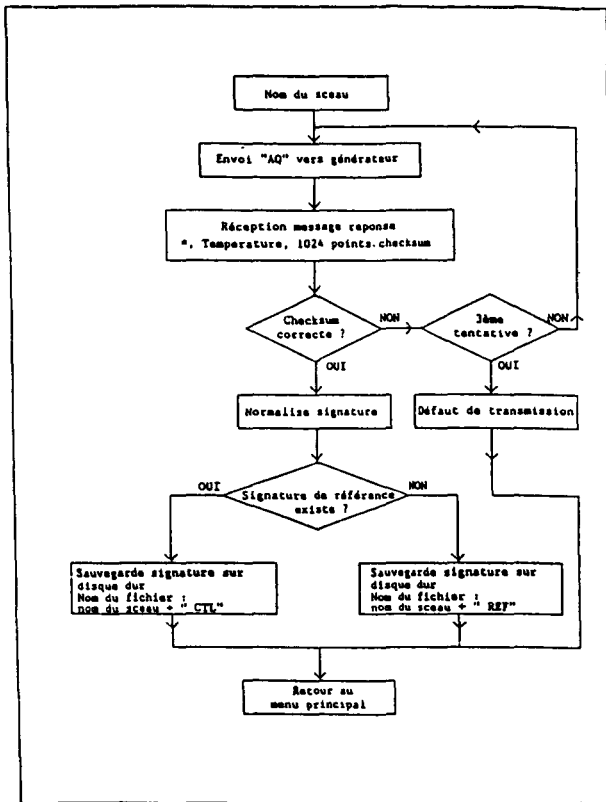 Nom du sceau
Envoi "AQ" vers générateur
Réception message reponse
*, Temperature, 1024 points.checksum
Checksum
correcte ?
NON
3ème
tentative ?
NON
OUI
OUI
Normalise signature
Défaut de transmission
OUI
Signature de référance
existe ?
NON
Sauvegarde signature sur
disque dur
Nom du fichier :
nom du sceau + " CTL"
Sauvegarde signature sur
disque dur
Nom du fichier :
nom du sceau + " REF"
Retour au
menu principal